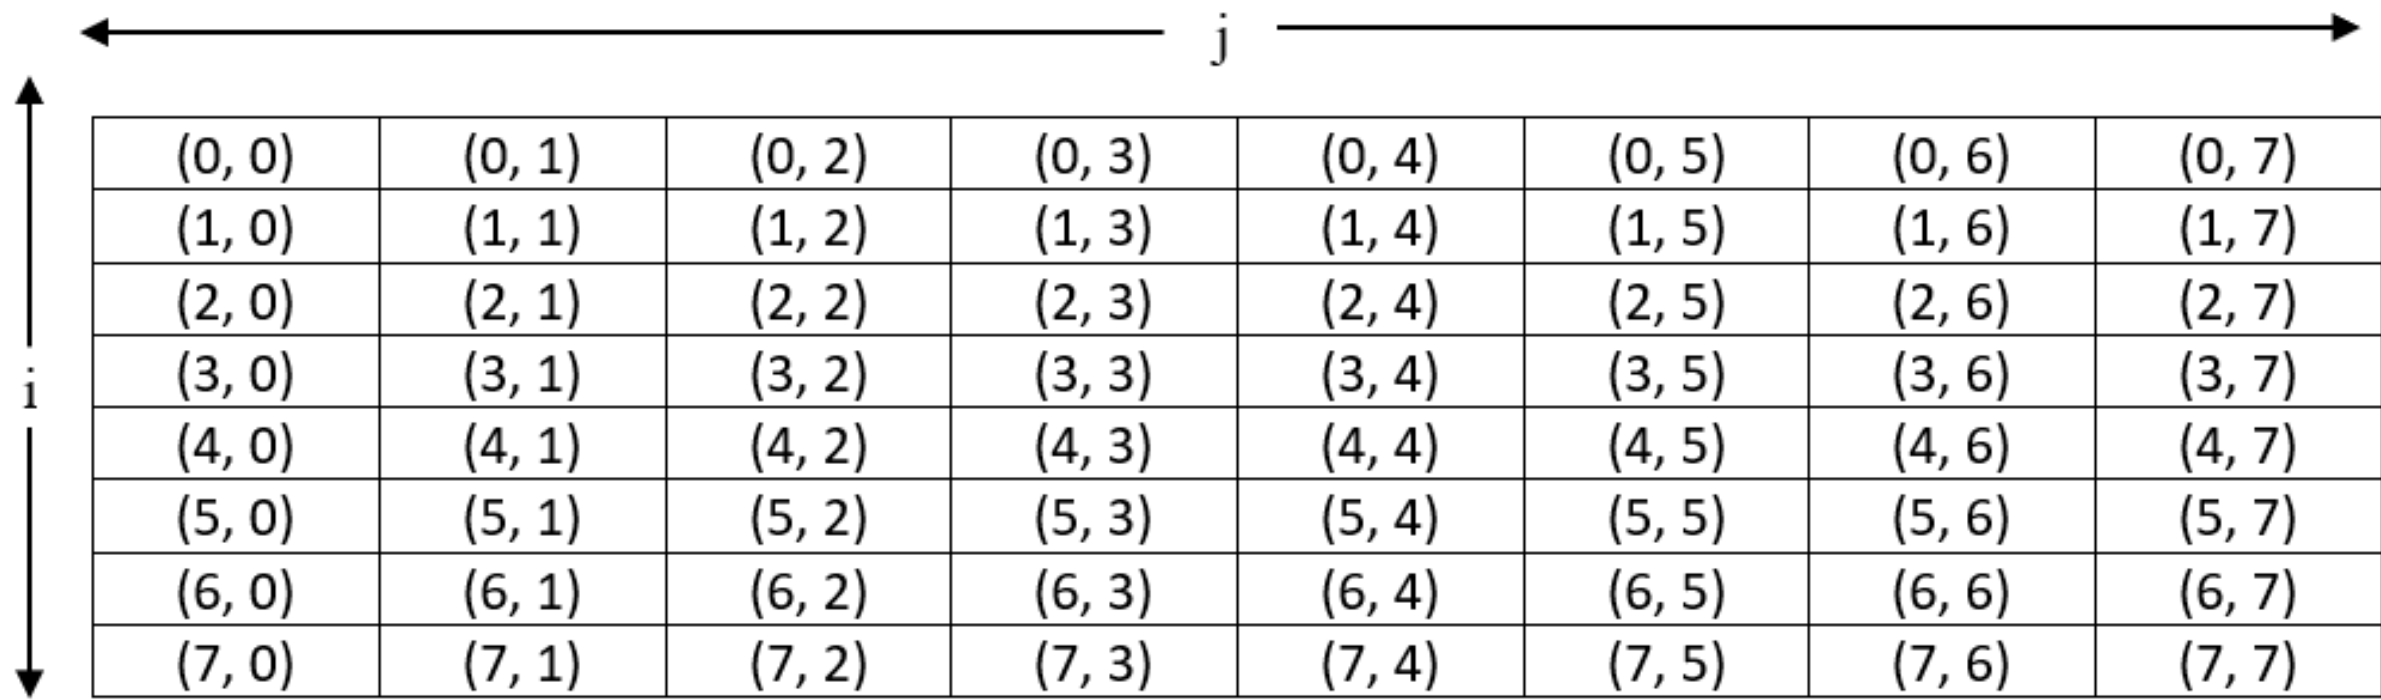 j
(0, 0) (0, 1) (0, 2) (0, 3) (0, 4) (0, 5) (0, 6) (0, 7)
(1, 0) (1, 1) (1, 2) (1, 3) (1, 4) (1, 5) (1, 6) (1, 7)
(2, 0) (2, 1) (2, 2) (2, 3) (2, 4) (2, 5) (2, 6) (2, 7)
i
(3, 0) (3, 1) (3, 2) (3, 3) (3, 4) (3, 5) (3, 6) (3, 7)
(4, 0) (4, 1) (4, 2) (4, 3) (4, 4) (4, 5) (4, 6) (4, 7)
(5, 0) (5, 1) (5, 2) (5, 3) (5, 4) (5, 5) (5, 6) (5, 7)
(6, 0) (6, 1) (6, 2) (6, 3) (6, 4) (6, 5) (6, 6) (6, 7)
(7, 0) (7, 1) (7, 2) (7, 3) (7, 4) (7, 5) (7, 6) (7, 7)